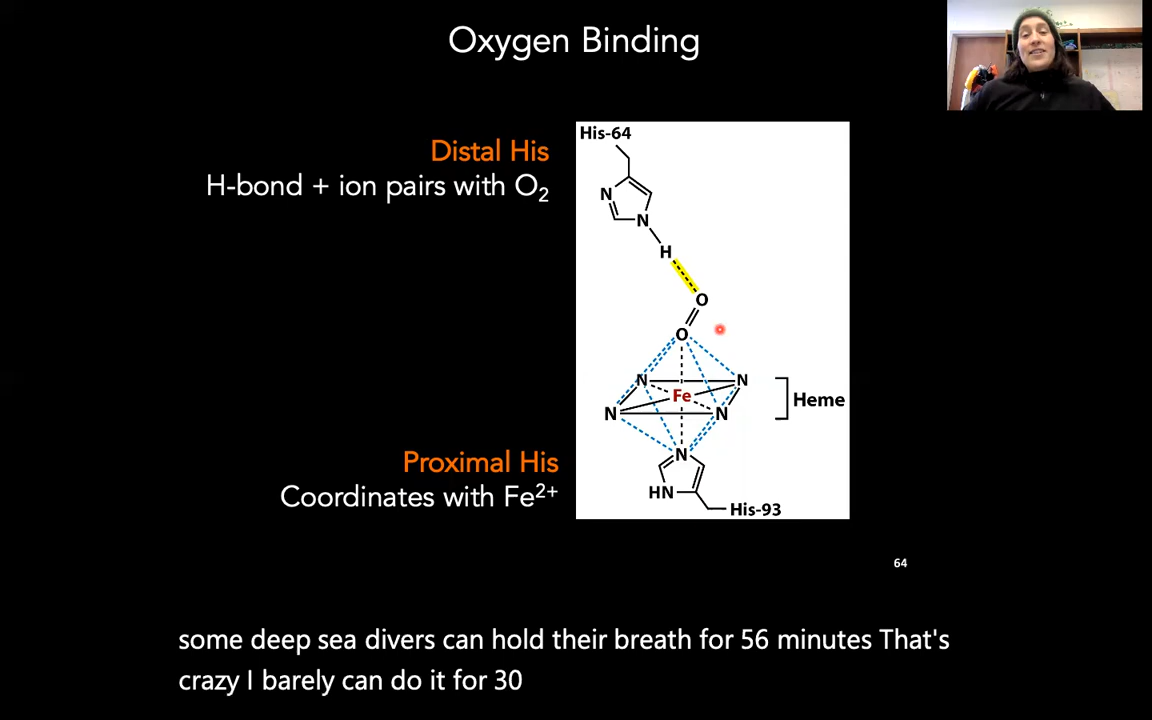 Oxygen Binding
Distal His
H-bond + ion pairs with O₂
His-64
N
N
H
O
O
N
N
Fe
N
N
Heme
Proximal His
Coordinates with Fe²⁺
N
HN
His-93
64
some deep sea divers can hold their breath for 56 minutes That's
crazy I barely can do it for 30